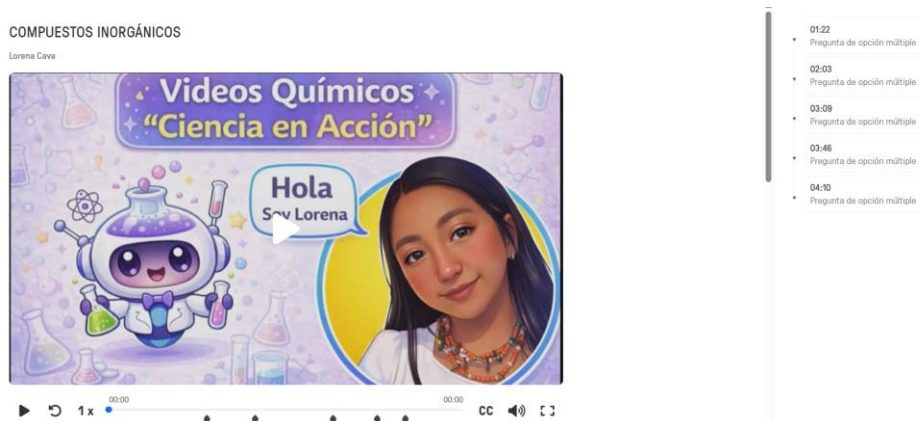 COMPUESTOS INORGÁNICOS
Lorena Cava
Videos Químicos
“Ciencia en Acción”
Hola
Soy Lorena
1x
00:00
00:00
CC
01:22
Pregunta de opción múltiple
02:03
Pregunta de opción múltiple
03:09
Pregunta de opción múltiple
03:46
Pregunta de opción múltiple
04:10
Pregunta de opción múltiple